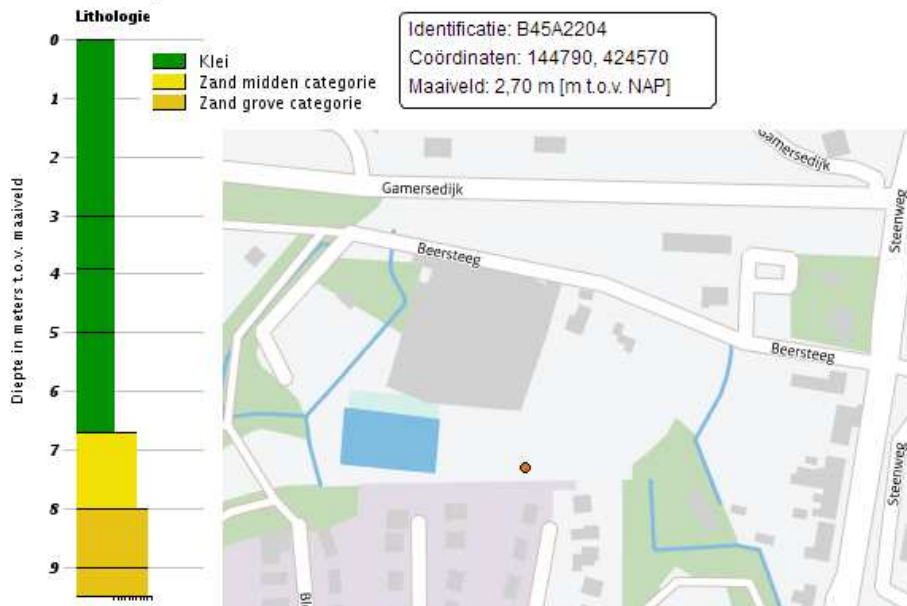 Lithologie
Diepte in meters t.o.v. maaiveld
0
1
2
3
4
5
6
7
8
9
Klei
Zand midden categorie
Zand grove categorie
Identificatie: B45A2204
Coördinaten: 144790, 424570
Maaiveld: 2,70 m [m t.o.v. NAP]
Gamersedijk
Gamersedijk
Steenweg
Beersteeg
Beersteeg
Steenweg